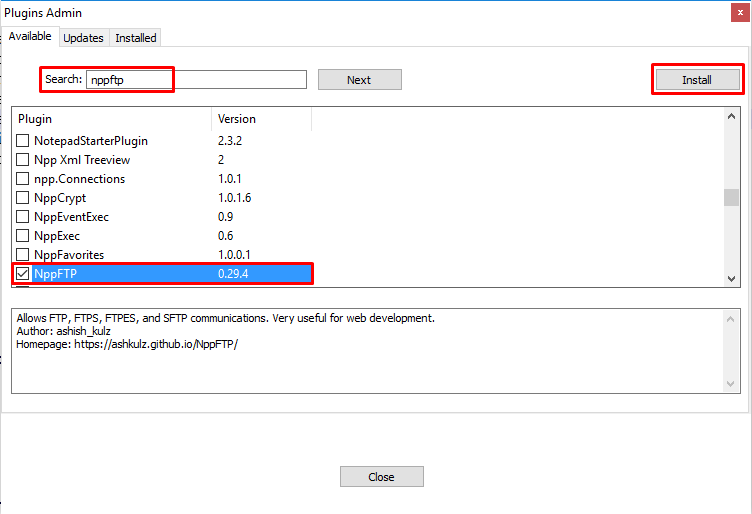 Plugins Admin
x
Available Updates Installed
Search: nppftp Next Install
Plugin Version
NotepadStarterPlugin 2.3.2
Npp Xml Treeview 2
npp.Connections 1.0.1
NppCrypt 1.0.1.6
NppEventExec 0.9
NppExec 0.6
NppFavorites 1.0.0.1
NppFTP 0.29.4
Allows FTP, FTPS, FTPES, and SFTP communications. Very useful for web development.
Author: ashish_kulz
Homepage: https://ashkulz.github.io/NppFTP/
Close